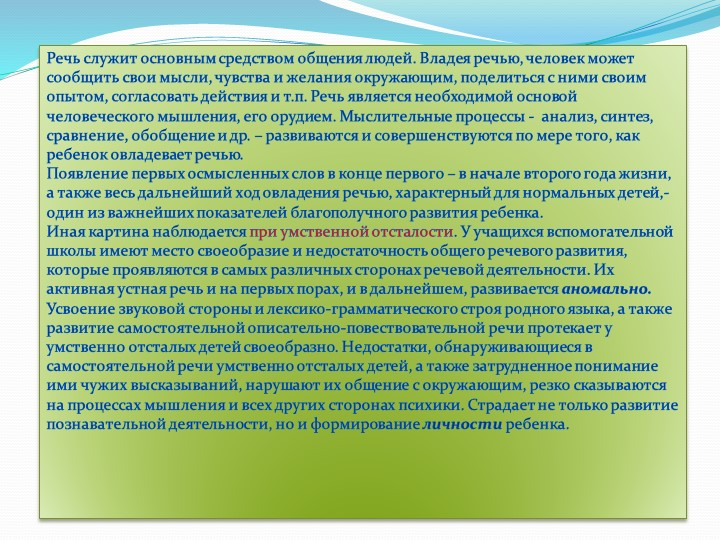 Речь служит основным средством общения людей. Владея речью, человек может
сообщить свои мысли, чувства и желания окружающим, поделиться с ними своим
опытом, согласовать действия и т.п. Речь является необходимой основой
человеческого мышления, его орудием. Мыслительные процессы - анализ, синтез,
сравнение, обобщение и др. – развиваются и совершенствуются по мере того, как
ребенок овладевает речью.
Появление первых осмысленных слов в конце первого – в начале второго года жизни,
а также весь дальнейший ход овладения речью, характерный для нормальных детей,-
один из важнейших показателей благополучного развития ребенка.
Иная картина наблюдается при умственной отсталости. У учащихся вспомогательной
школы имеют место своеобразие и недостаточность общего речевого развития,
которые проявляются в самых различных сторонах речевой деятельности. Их
активная устная речь и на первых порах, и в дальнейшем, развивается аномально.
Усвоение звуковой стороны и лексико-грамматического строя родного языка, а также
развитие самостоятельной описательно-повествовательной речи протекает у
умственно отсталых детей своеобразно. Недостатки, обнаруживающиеся в
самостоятельной речи умственно отсталых детей, а также затрудненное понимание
ими чужих высказываний, нарушают их общение с окружающим, резко сказываются
на процессах мышления и всех других сторонах психики. Страдает не только развитие
познавательной деятельности, но и формирование личности ребенка.